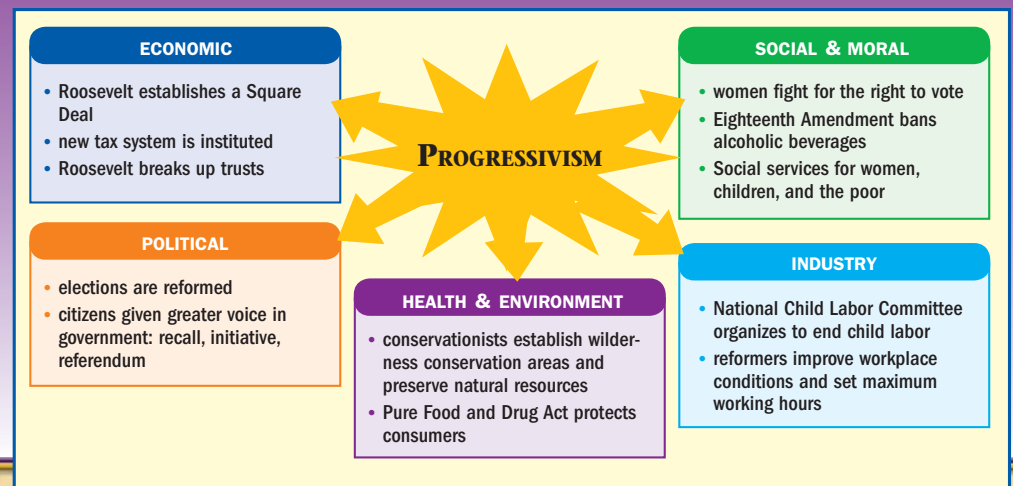 ECONOMIC
• Roosevelt establishes a Square
Deal
• new tax system is instituted
• Roosevelt breaks up trusts
PROGRESSIVISM
SOCIAL & MORAL
• women fight for the right to vote
• Eighteenth Amendment bans
alcoholic beverages
• Social services for women,
children, and the poor
POLITICAL
• elections are reformed
• citizens given greater voice in
government: recall, initiative,
referendum
HEALTH & ENVIRONMENT
• conservationists establish wilder-
ness conservation areas and
preserve natural resources
• Pure Food and Drug Act protects
consumers
INDUSTRY
• National Child Labor Committee
organizes to end child labor
• reformers improve workplace
conditions and set maximum
working hours